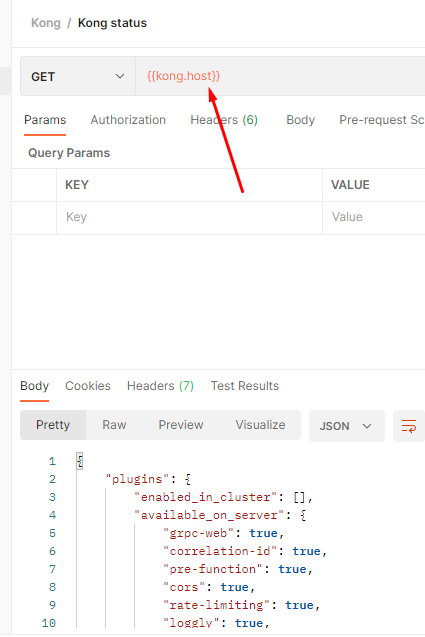 Kong / Kong status
GET {{kong.host}}
Params Authorization Headers (6) Body Pre-request Sc
Query Params
KEY VALUE
Key Value
Body Cookies Headers (7) Test Results
Pretty Raw Preview Visualize JSON
1 {
2 "plugins": {
3 "enabled_in_cluster": [],
4 "available_on_server": {
5 "grpc-web": true,
6 "correlation-id": true,
7 "pre-function": true,
8 "cors": true,
9 "rate-limiting": true,
10 "loggly": true,